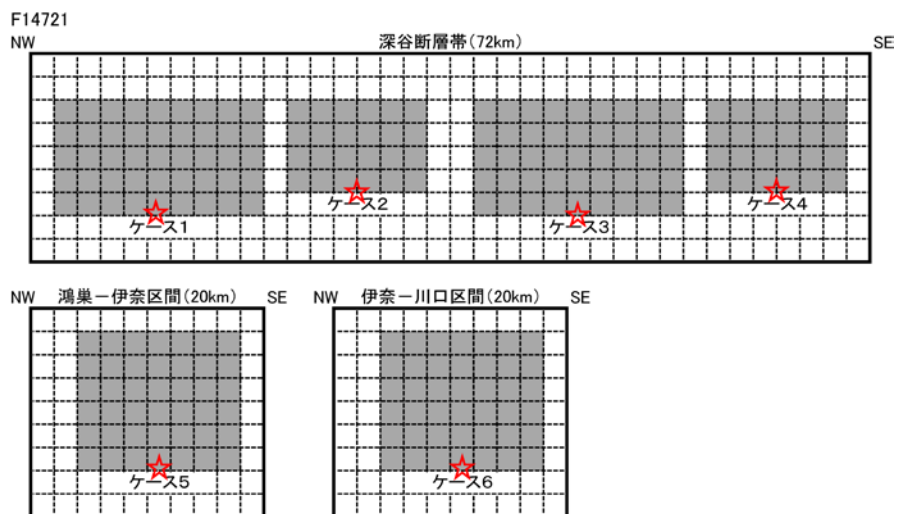 F14721
NW 深谷断層帯(72km) SE
ケース1 ケース2 ケース3 ケース4
NW 鴻巣－伊奈区間(20km) SE NW 伊奈－川口区間(20km) SE
ケース5 ケース6